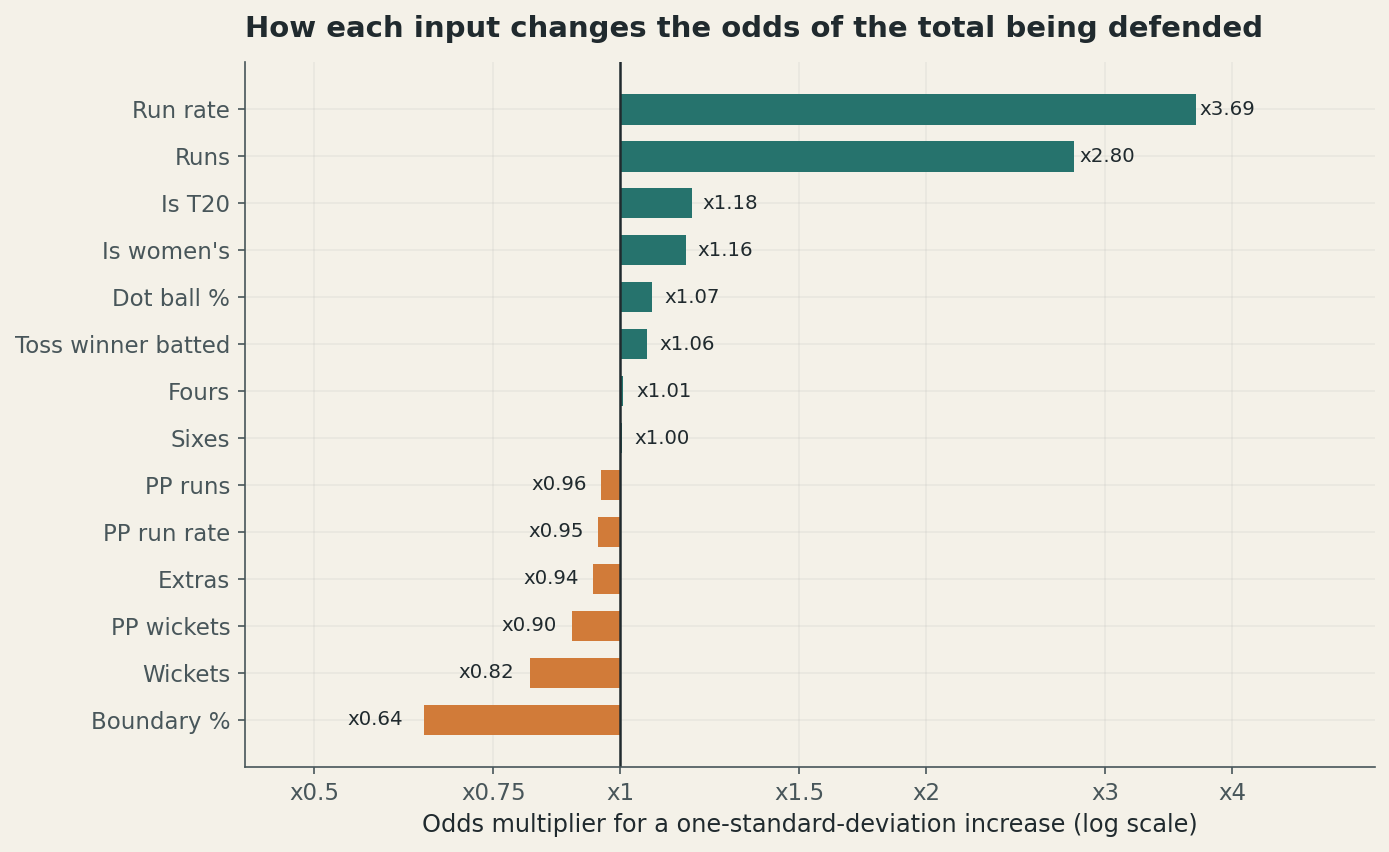 How each input changes the odds of the total being defended
Run rate x3.69
Runs x2.80
Is T20 x1.18
Is women's x1.16
Dot ball % x1.07
Toss winner batted x1.06
Fours x1.01
Sixes x1.00
PP runs x0.96
PP run rate x0.95
Extras x0.94
PP wickets x0.90
Wickets x0.82
Boundary % x0.64
x0.5 x0.75 x1 x1.5 x2 x3 x4
Odds multiplier for a one-standard-deviation increase (log scale)